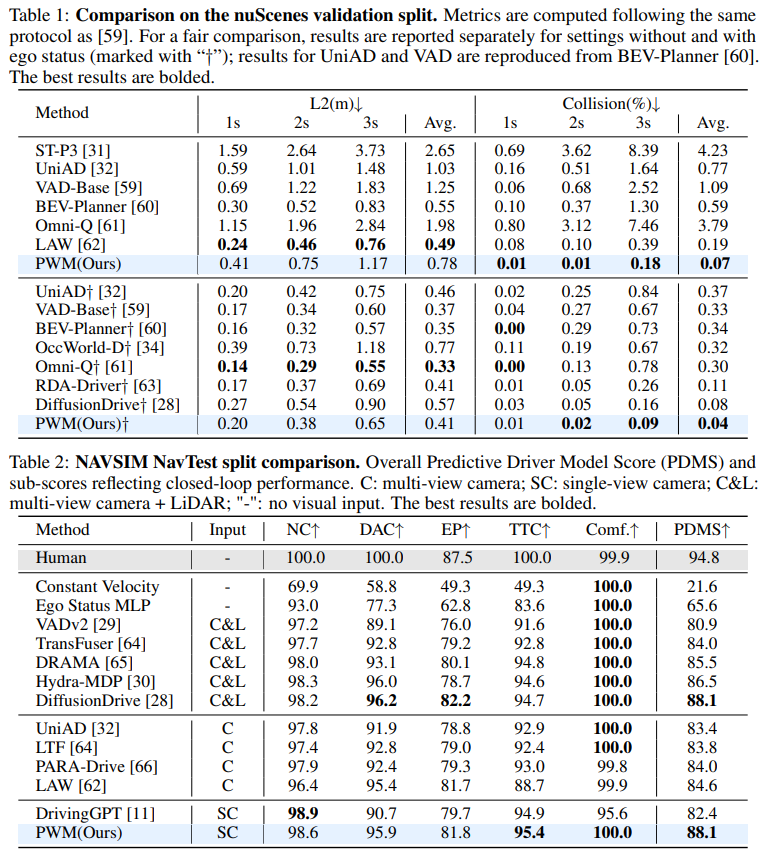 Table 1: Comparison on the nuScenes validation split. Metrics are computed following the same
protocol as [59]. For a fair comparison, results are reported separately for settings without and with
ego status (marked with “†”); results for UniAD and VAD are reproduced from BEV-Planner [60].
The best results are bolded.
Method L2(m)↓ Collision(%)↓
1s 2s 3s Avg. 1s 2s 3s Avg.
ST-P3 [31] 1.59 2.64 3.73 2.65 0.69 3.62 8.39 4.23
UniAD [32] 0.59 1.01 1.48 1.03 0.16 0.51 1.64 0.77
VAD-Base [59] 0.69 1.22 1.83 1.25 0.06 0.68 2.52 1.09
BEV-Planner [60] 0.30 0.52 0.83 0.55 0.10 0.37 1.30 0.59
Omni-Q [61] 1.15 1.96 2.84 1.98 0.80 3.12 7.46 3.79
LAW [62] 0.24 0.46 0.76 0.49 0.08 0.10 0.39 0.19
PWM(Ours) 0.41 0.75 1.17 0.78 0.01 0.01 0.18 0.07
UniAD† [32] 0.20 0.42 0.75 0.46 0.02 0.25 0.84 0.37
VAD-Base† [59] 0.17 0.34 0.60 0.37 0.04 0.27 0.67 0.33
BEV-Planner† [60] 0.16 0.32 0.57 0.35 0.00 0.29 0.73 0.34
OccWorld-D† [34] 0.39 0.73 1.18 0.77 0.11 0.19 0.67 0.32
Omni-Q† [61] 0.14 0.29 0.55 0.33 0.00 0.13 0.78 0.30
RDA-Driver† [63] 0.17 0.37 0.69 0.41 0.01 0.05 0.26 0.11
DiffusionDrive† [28] 0.27 0.54 0.90 0.57 0.03 0.05 0.16 0.08
PWM(Ours)† 0.20 0.38 0.65 0.41 0.01 0.02 0.09 0.04
Table 2: NAVSIM NavTest split comparison. Overall Predictive Driver Model Score (PDMS) and
sub-scores reflecting closed-loop performance. C: multi-view camera; SC: single-view camera; C&L:
multi-view camera + LiDAR; "-": no visual input. The best results are bolded.
Method Input NC↑ DAC↑ EP↑ TTC↑ Comf.↑ PDMS↑
Human - 100.0 100.0 87.5 100.0 99.9 94.8
Constant Velocity - 69.9 58.8 49.3 49.3 100.0 21.6
Ego Status MLP - 93.0 77.3 62.8 83.6 100.0 65.6
VADv2 [29] C&L 97.2 89.1 76.0 91.6 100.0 80.9
TransFuser [64] C&L 97.7 92.8 79.2 92.8 100.0 84.0
DRAMA [65] C&L 98.0 93.1 80.1 94.8 100.0 85.5
Hydra-MDP [30] C&L 98.3 96.0 78.7 94.6 100.0 86.5
DiffusionDrive [28] C&L 98.2 96.2 82.2 94.7 100.0 88.1
UniAD [32] C 97.8 91.9 78.8 92.9 100.0 83.4
LTF [64] C 97.4 92.8 79.0 92.4 100.0 83.8
PARA-Drive [66] C 97.9 92.4 79.3 93.0 99.8 84.0
LAW [62] C 96.4 95.4 81.7 88.7 99.9 84.6
DrivingGPT [11] SC 98.9 90.7 79.7 94.9 95.6 82.4
PWM(Ours) SC 98.6 95.9 81.8 95.4 100.0 88.1